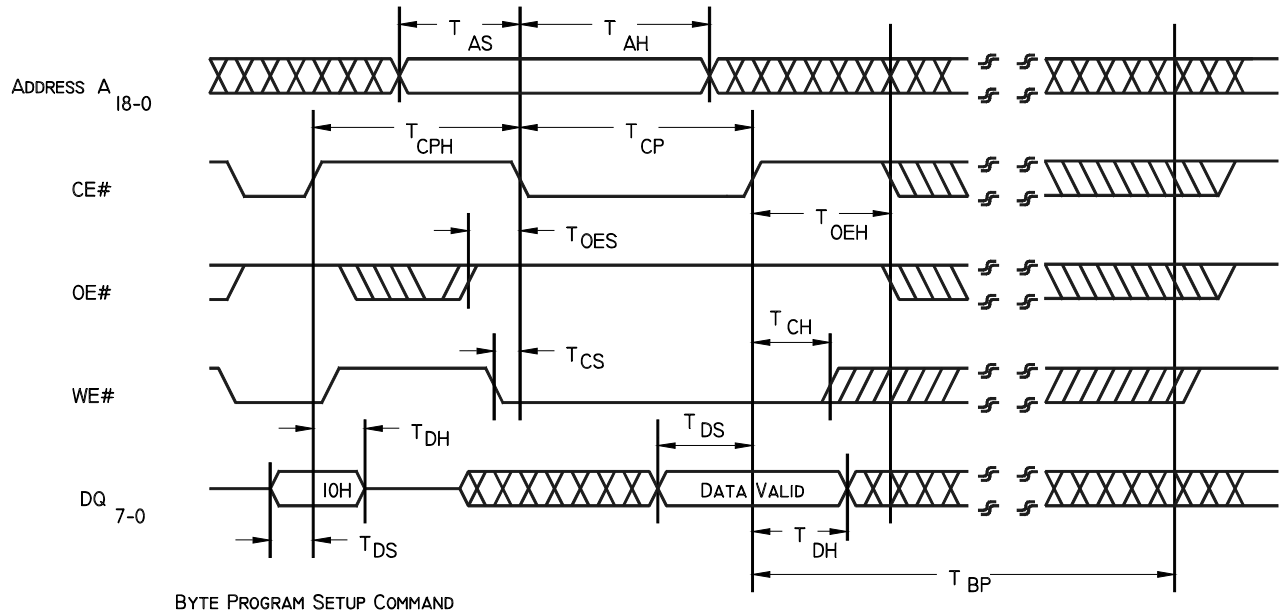 T AS T AH
ADDRESS A 18-0
T CPH T CP
CE#
T OEH
T OES
OE#
T CH
T CS
WE#
T DH T DS
DQ 7-0 10H DATA VALID
T DS T DH
T BP
BYTE PROGRAM SETUP COMMAND